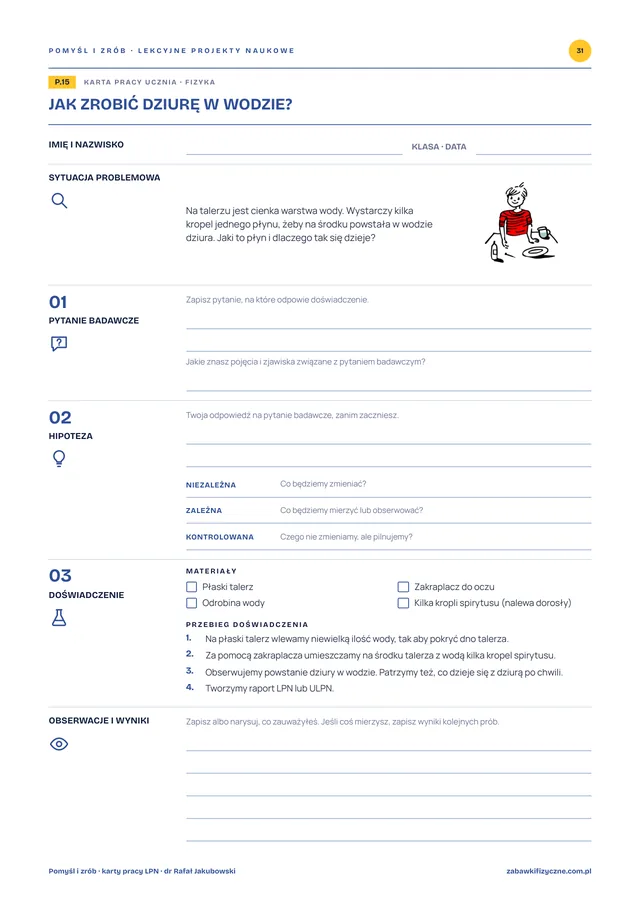 POMYŚL I ZRÓB · LEKCYJNE PROJEKTY NAUKOWE
31
P.15 KARTA PRACY UCZNIA · FIZYKA
JAK ZROBIĆ DZIURĘ W WODZIE?
IMIĘ I NAZWISKO
KLASA · DATA
SYTUACJA PROBLEMOWA
Na talerzu jest cienka warstwa wody. Wystarczy kilka
kropel jednego płynu, żeby na środku powstała w wodzie
dziura. Jaki to płyn i dlaczego tak się dzieje?
01
PYTANIE BADAWCZE
Zapisz pytanie, na które odpowie doświadczenie.
Jakie znasz pojęcia i zjawiska związane z pytaniem badawczym?
02
HIPOTEZA
Twoja odpowiedź na pytanie badawcze, zanim zaczniesz.
NIEZALEŻNA Co będziemy zmieniać?
ZALEŻNA Co będziemy mierzyć lub obserwować?
KONTROLOWANA Czego nie zmieniamy, ale pilnujemy?
03
DOŚWIADCZENIE
MATERIAŁY
Płaski talerz
Zakraplacz do oczu
Odrobina wody
Kilka kropli spirytusu (nalewa dorosły)
PRZEBIEG DOŚWIADCZENIA
1. Na płaski talerz wlewamy niewielką ilość wody, tak aby pokryć dno talerza.
2. Za pomocą zakraplacza umieszczamy na środku talerza z wodą kilka kropel spirytusu.
3. Obserwujemy powstanie dziury w wodzie. Patrzymy też, co dzieje się z dziurą po chwili.
4. Tworzymy raport LPN lub ULPN.
OBSERWACJE I WYNIKI
Zapisz albo narysuj, co zauważyłeś. Jeśli coś mierzysz, zapisz wyniki kolejnych prób.
Pomyśl i zrób · karty pracy LPN · dr Rafał Jakubowski
zabawkifizyczne.com.pl